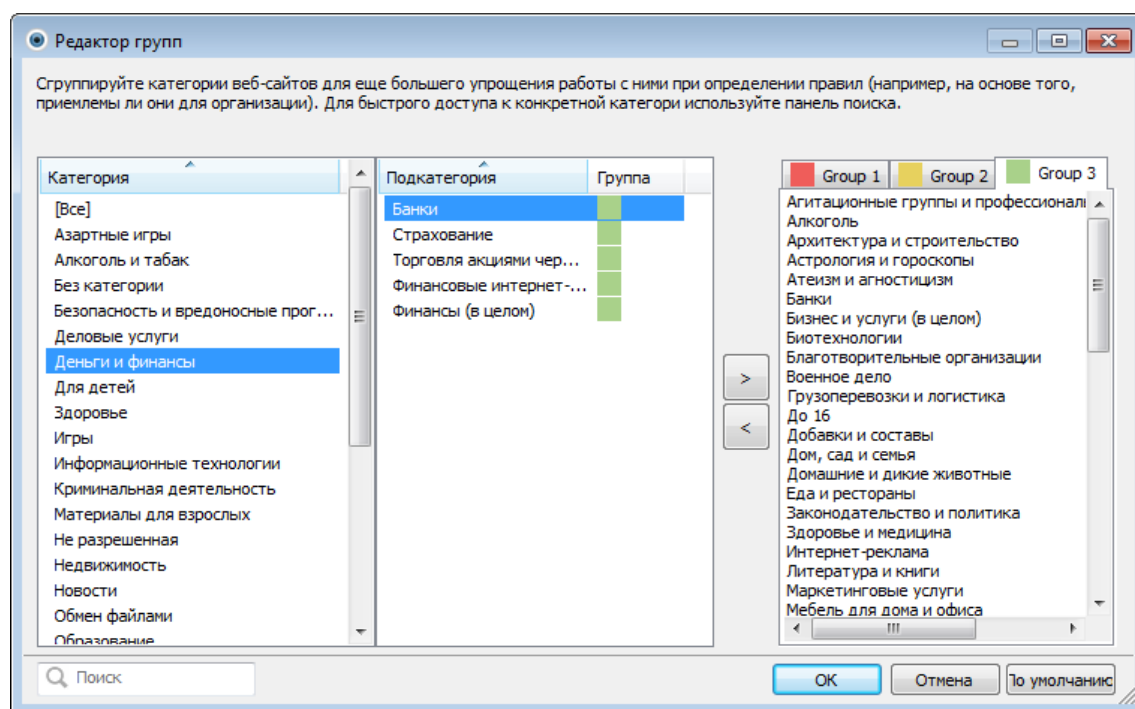 Редактор групп
Сгруппируйте категории веб-сайтов для еще большего упрощения работы с ними при определении правил (например, на основе того,
приемлемы ли они для организации). Для быстрого доступа к конкретной категори используйте панель поиска.
Категория
[Все]
Азартные игры
Алкоголь и табак
Без категории
Безопасность и вредоносные прог...
Деловые услуги
Деньги и финансы
Для детей
Здоровье
Игры
Информационные технологии
Криминальная деятельность
Материалы для взрослых
Не разрешенная
Недвижимость
Новости
Обмен файлами
Образование
Подкатегория Группа
Банки
Страхование
Торговля акциями чер...
Финансовые интернет-...
Финансы (в целом)
>
<
Group 1 Group 2 Group 3
Агитационные группы и профессионал
Алкоголь
Архитектура и строительство
Астрология и гороскопы
Атеизм и агностицизм
Банки
Бизнес и услуги (в целом)
Биотехнологии
Благотворительные организации
Военное дело
Грузоперевозки и логистика
До 16
Добавки и составы
Дом, сад и семья
Домашние и дикие животные
Еда и рестораны
Законодательство и политика
Здоровье и медицина
Интернет-реклама
Литература и книги
Маркетинговые услуги
Мебель для дома и офиса
Поиск
ОК Отмена По умолчанию